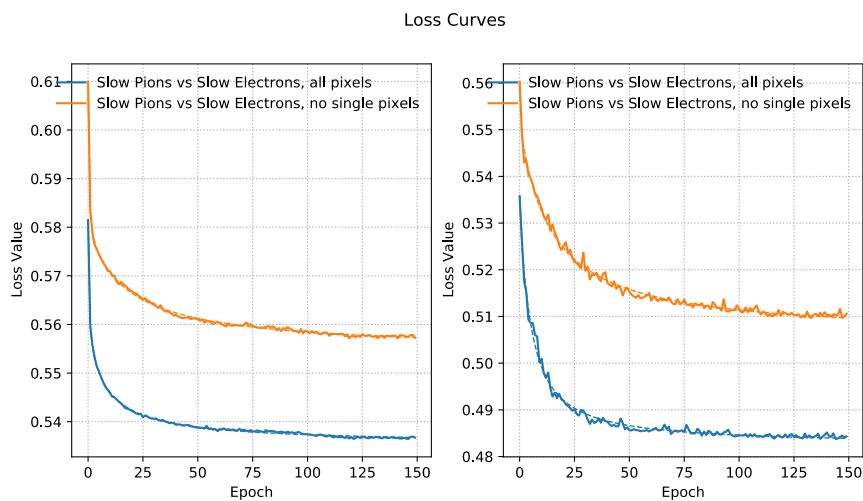 Loss Curves
Slow Pions vs Slow Electrons, all pixels
Slow Pions vs Slow Electrons, no single pixels
Loss Value
0.61
0.60
0.59
0.58
0.57
0.56
0.55
0.54
0 25 50 75 100 125 150
Epoch
Slow Pions vs Slow Electrons, all pixels
Slow Pions vs Slow Electrons, no single pixels
Loss Value
0.56
0.55
0.54
0.53
0.52
0.51
0.50
0.49
0.48
0 25 50 75 100 125 150
Epoch